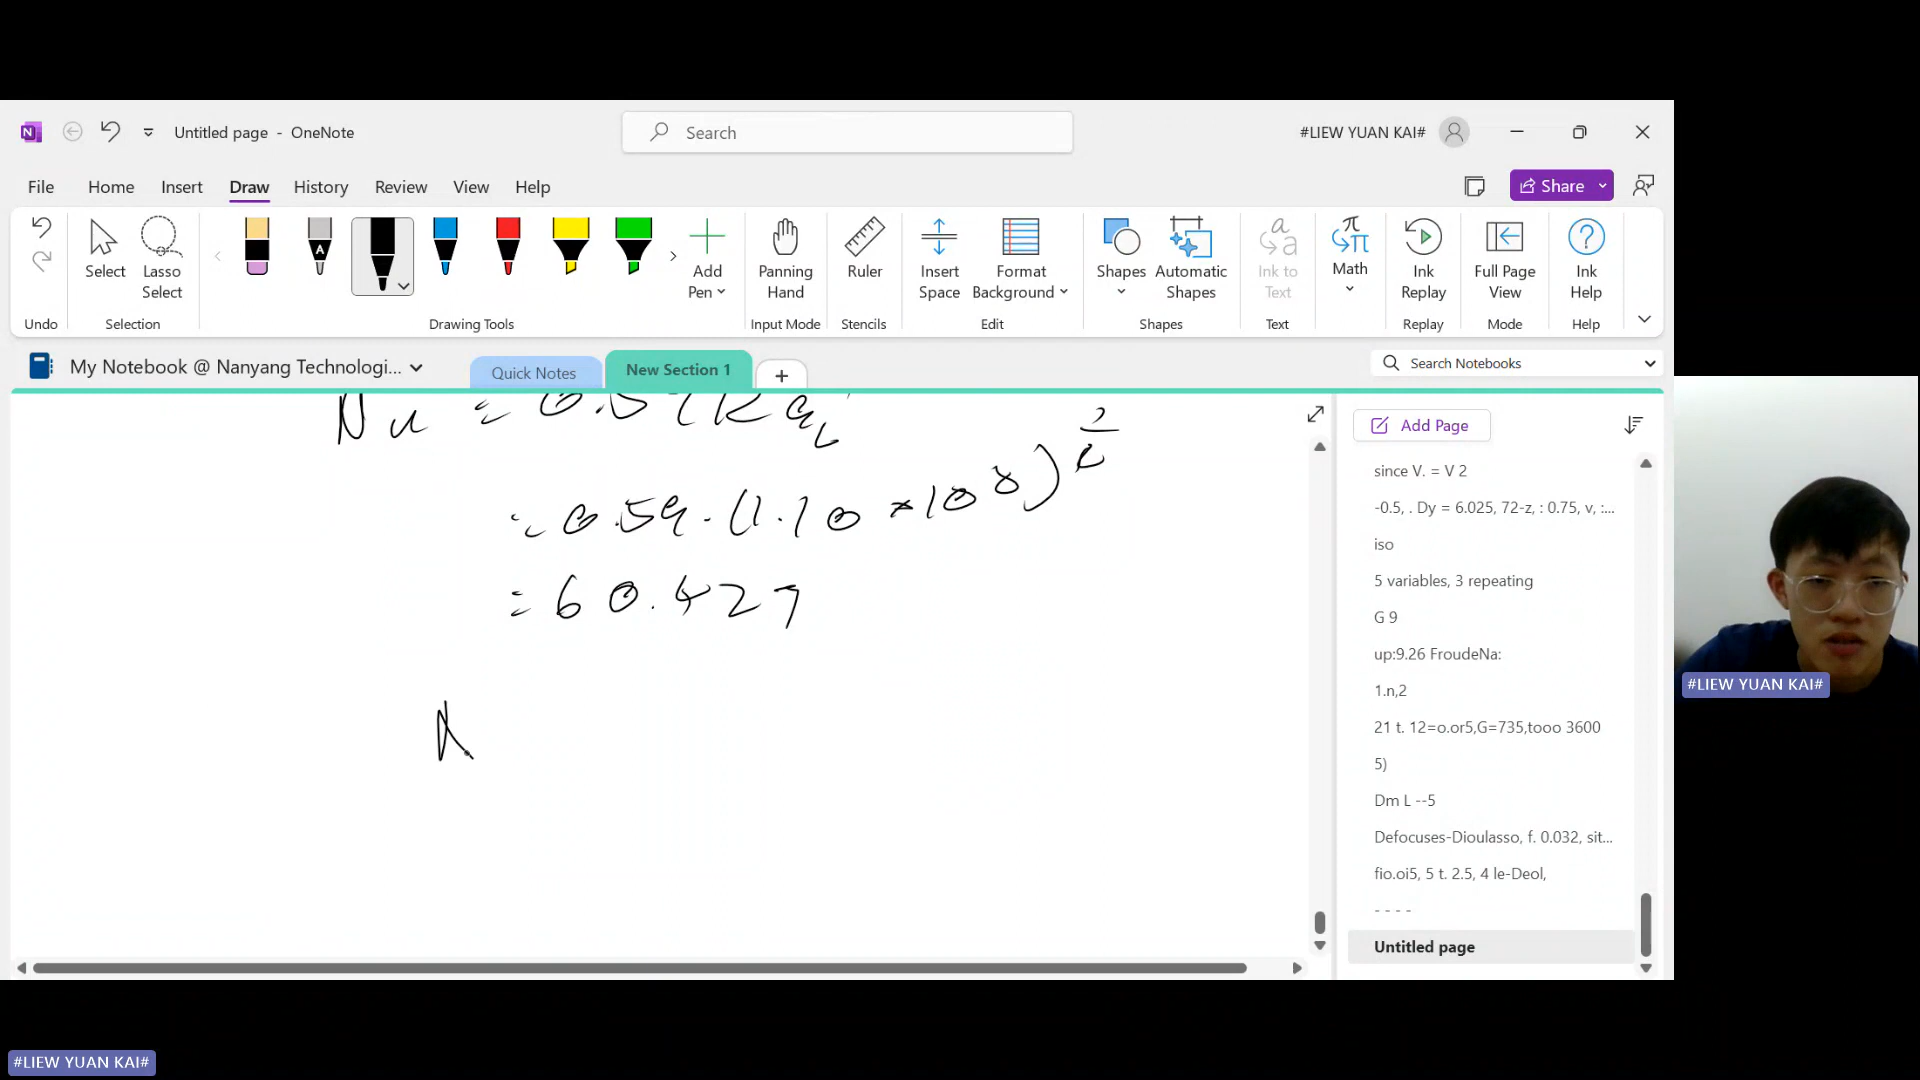 Untitled page - OneNote
Search
#LIEW YUAN KAI#
File Home Insert Draw History Review View Help
Share
Undo
Select
Lasso Select
Selection
A
Drawing Tools
Add Pen
Panning Hand
Input Mode
Ruler
Stencils
Insert Space
Format Background
Edit
Shapes
Automatic Shapes
Shapes
Ink to Text
Text
Math
Ink Replay
Replay
Full Page View
Mode
Ink Help
Help
My Notebook @ Nanyang Technologi...
Quick Notes
New Section 1
Search Notebooks
Nu = 0.59 (Ra_L
= 0.59 . (1.10 × 10^8)
= 60.427
N
Add Page
since V. = V 2
-0.5, . Dy = 6.025, 72-z, : 0.75, v, :...
iso
5 variables, 3 repeating
G 9
up:9.26 FroudeNa:
1.n,2
21 t. 12=o.or5,G=735,tooo 3600
5)
Dm L --5
Defocuses-Dioulasso, f. 0.032, sit...
fio.oi5, 5 t. 2.5, 4 le-Deol,
- - - -
Untitled page
#LIEW YUAN KAI#
#LIEW YUAN KAI#